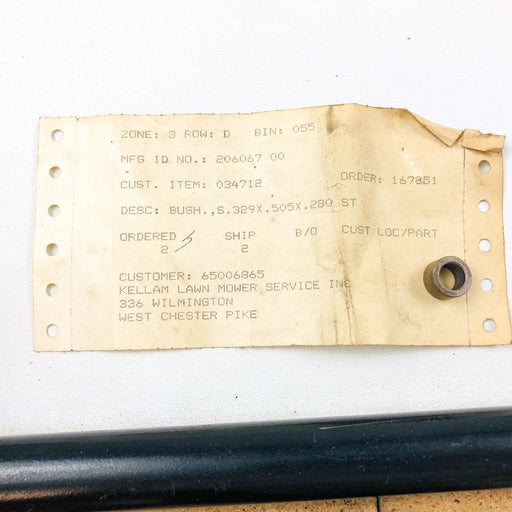 ZONE: 3 ROW: D BIN: 055
MFG ID NO.: 206067 00
CUST. ITEM: 034712 ORDER: 167851
DESC: BUSH.,S.329X.505X.280 ST
ORDERED SHIP B/O CUST LOC/PART
2 2
CUSTOMER: 65006865
KELLAM LAWN MOWER SERVICE INC
336 WILMINGTON
WEST CHESTER PIKE